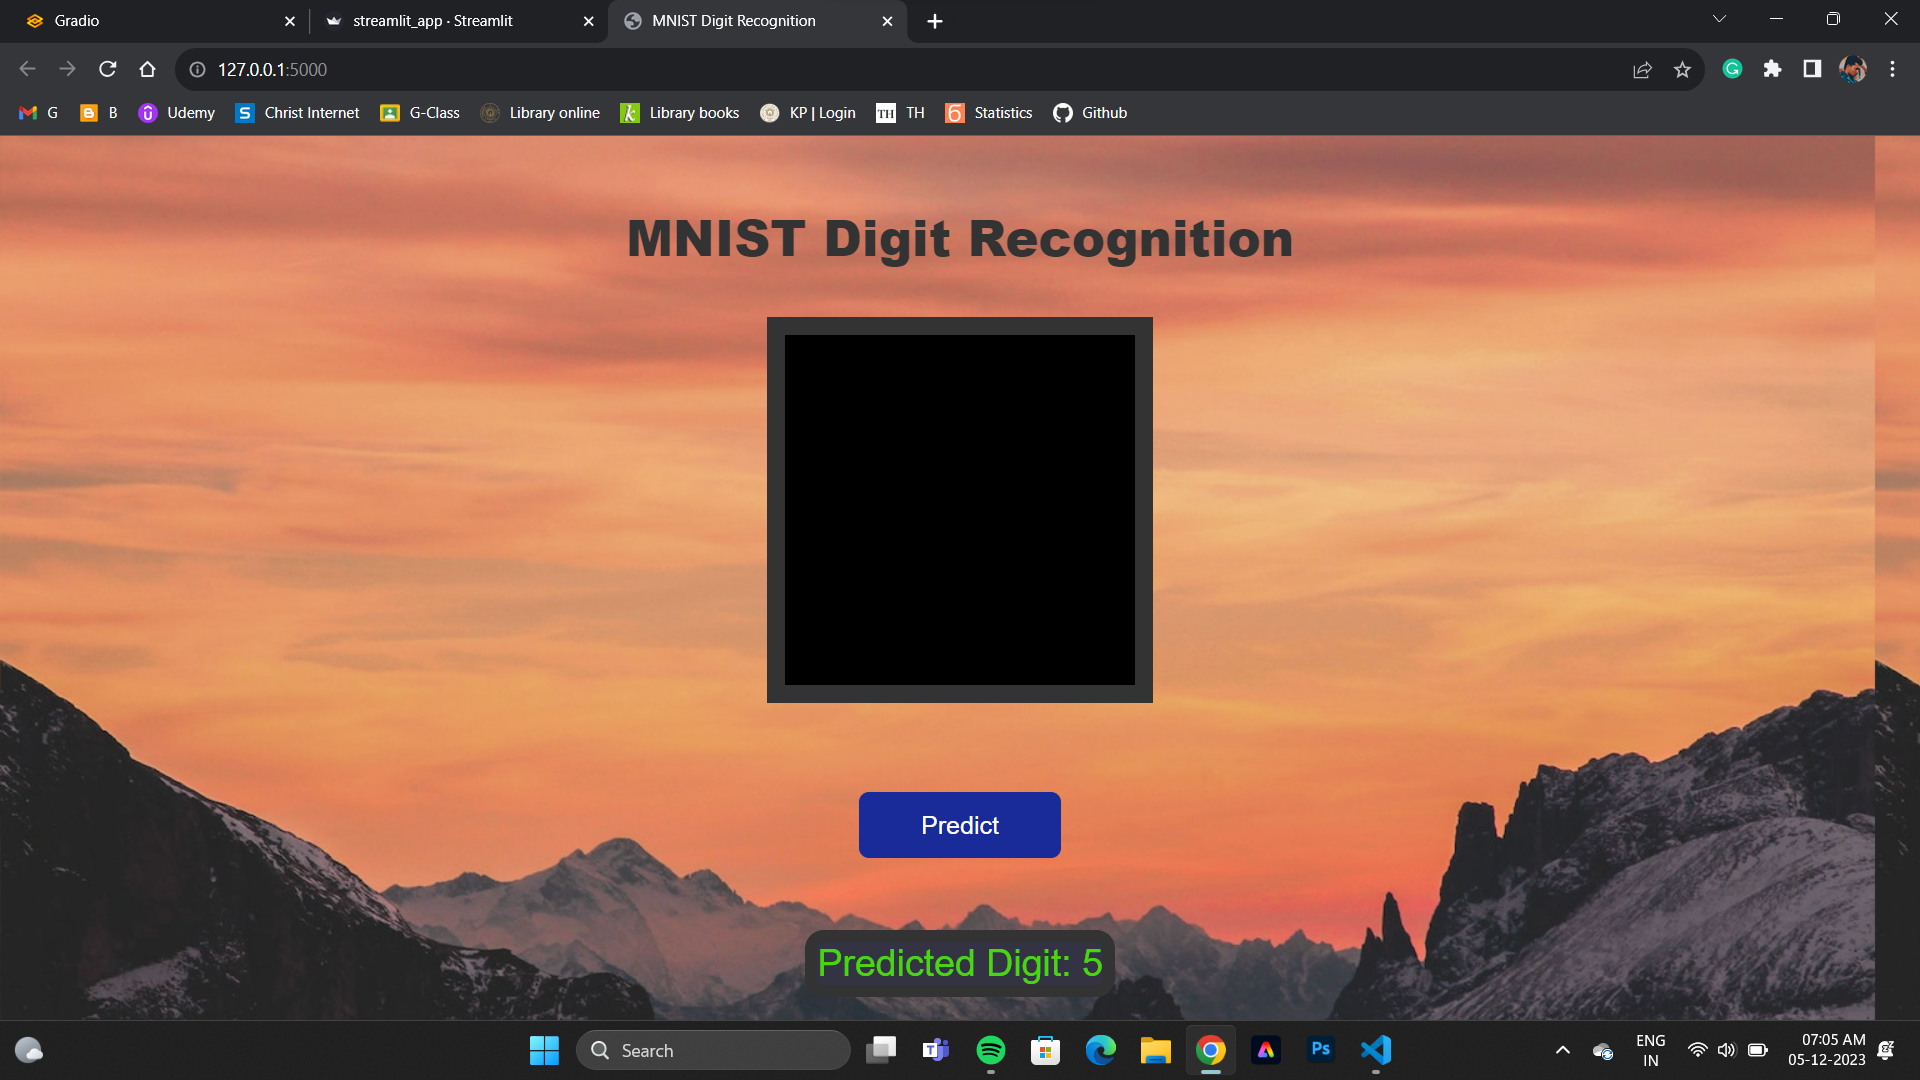 Gradio
streamlit_app · Streamlit
MNIST Digit Recognition
127.0.0.1:5000
G
B
Udemy
Christ Internet
G-Class
Library online
Library books
KP | Login
TH TH
Statistics
Github
MNIST Digit Recognition
Predict
Predicted Digit: 5
Search
Ps
ENG
IN
07:05 AM
05-12-2023